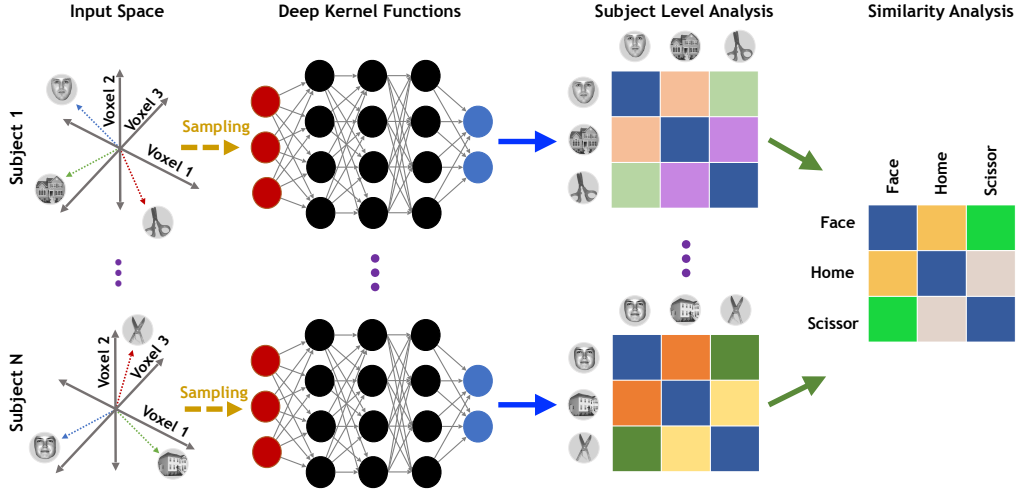 Input Space
Deep Kernel Functions
Subject Level Analysis
Similarity Analysis
Subject 1
Voxel 2
Voxel 3
Voxel 1
Sampling
Face
Home
Scissor
Face
Home
Scissor
Subject N
Voxel 2
Voxel 3
Voxel 1
Sampling